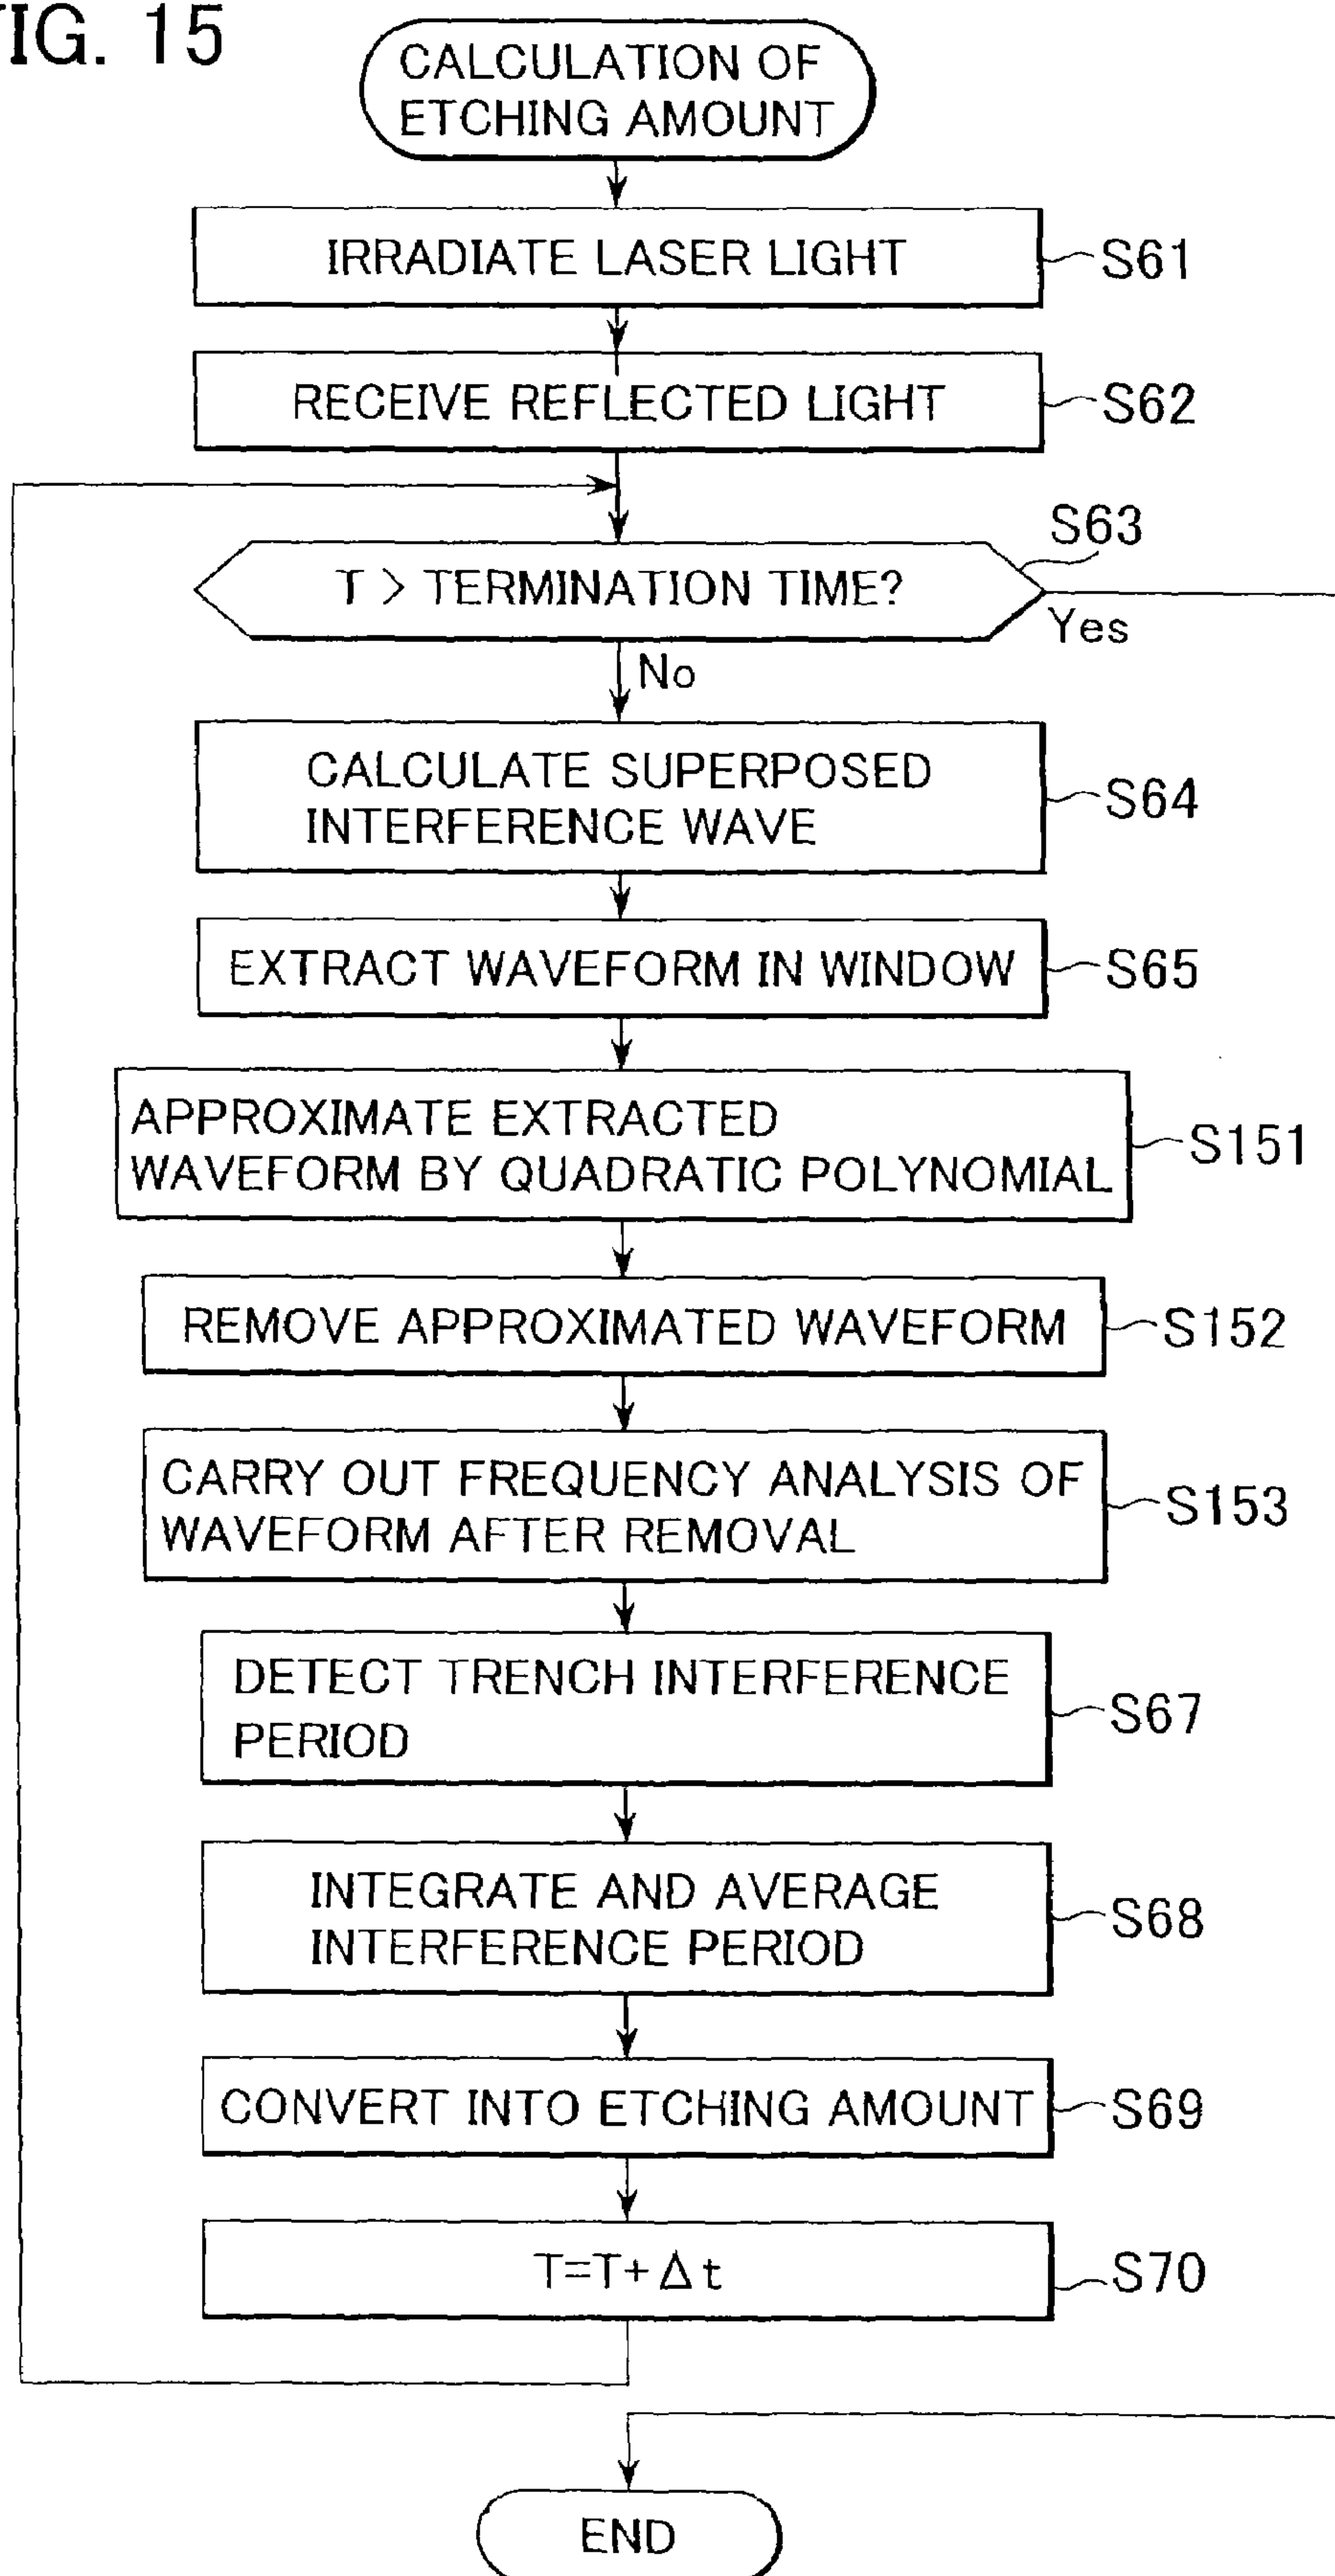 FIG. 15
CALCULATION OF
ETCHING AMOUNT
IRRADIATE LASER LIGHT
S61
RECEIVE REFLECTED LIGHT
S62
S63
T > TERMINATION TIME?
Yes
No
CALCULATE SUPERPOSED
INTERFERENCE WAVE
S64
EXTRACT WAVEFORM IN WINDOW
S65
APPROXIMATE EXTRACTED
WAVEFORM BY QUADRATIC POLYNOMIAL
S151
REMOVE APPROXIMATED WAVEFORM
S152
CARRY OUT FREQUENCY ANALYSIS OF
WAVEFORM AFTER REMOVAL
S153
DETECT TRENCH INTERFERENCE
PERIOD
S67
INTEGRATE AND AVERAGE
INTERFERENCE PERIOD
S68
CONVERT INTO ETCHING AMOUNT
S69
T=T+Δt
S70
END